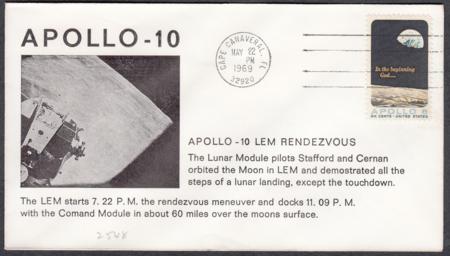 APOLLO-10
CAPE CANAVERAL, FL
MAY 22
PM
1969
32920
In the beginning
God....
APOLLO 8
SIX CENTS · UNITED STATES
APOLLO -10 LEM RENDEZVOUS
The Lunar Module pilots Stafford and Cernan
orbited the Moon in LEM and demostrated all the
steps of a lunar landing, except the touchdown.
The LEM starts 7. 22 P. M. the rendezvous meneuver and docks 11. 09 P. M.
with the Comand Module in about 60 miles over the moons surface.